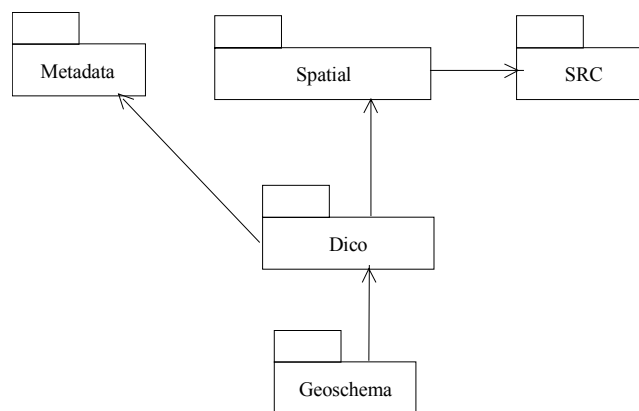 Metadata
Spatial
SRC
Dico
Geoschema